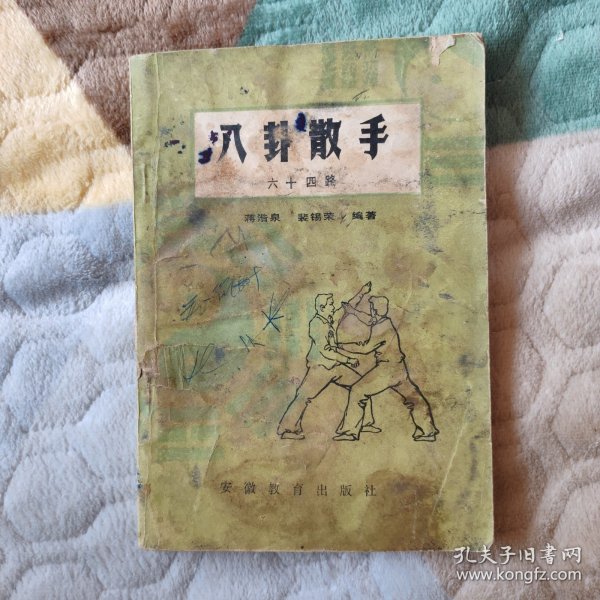 八卦散手
六十四路
蒋浩泉 裴锡荣 编著
安徽教育出版社
孔夫子旧书网
www.kongfz.com